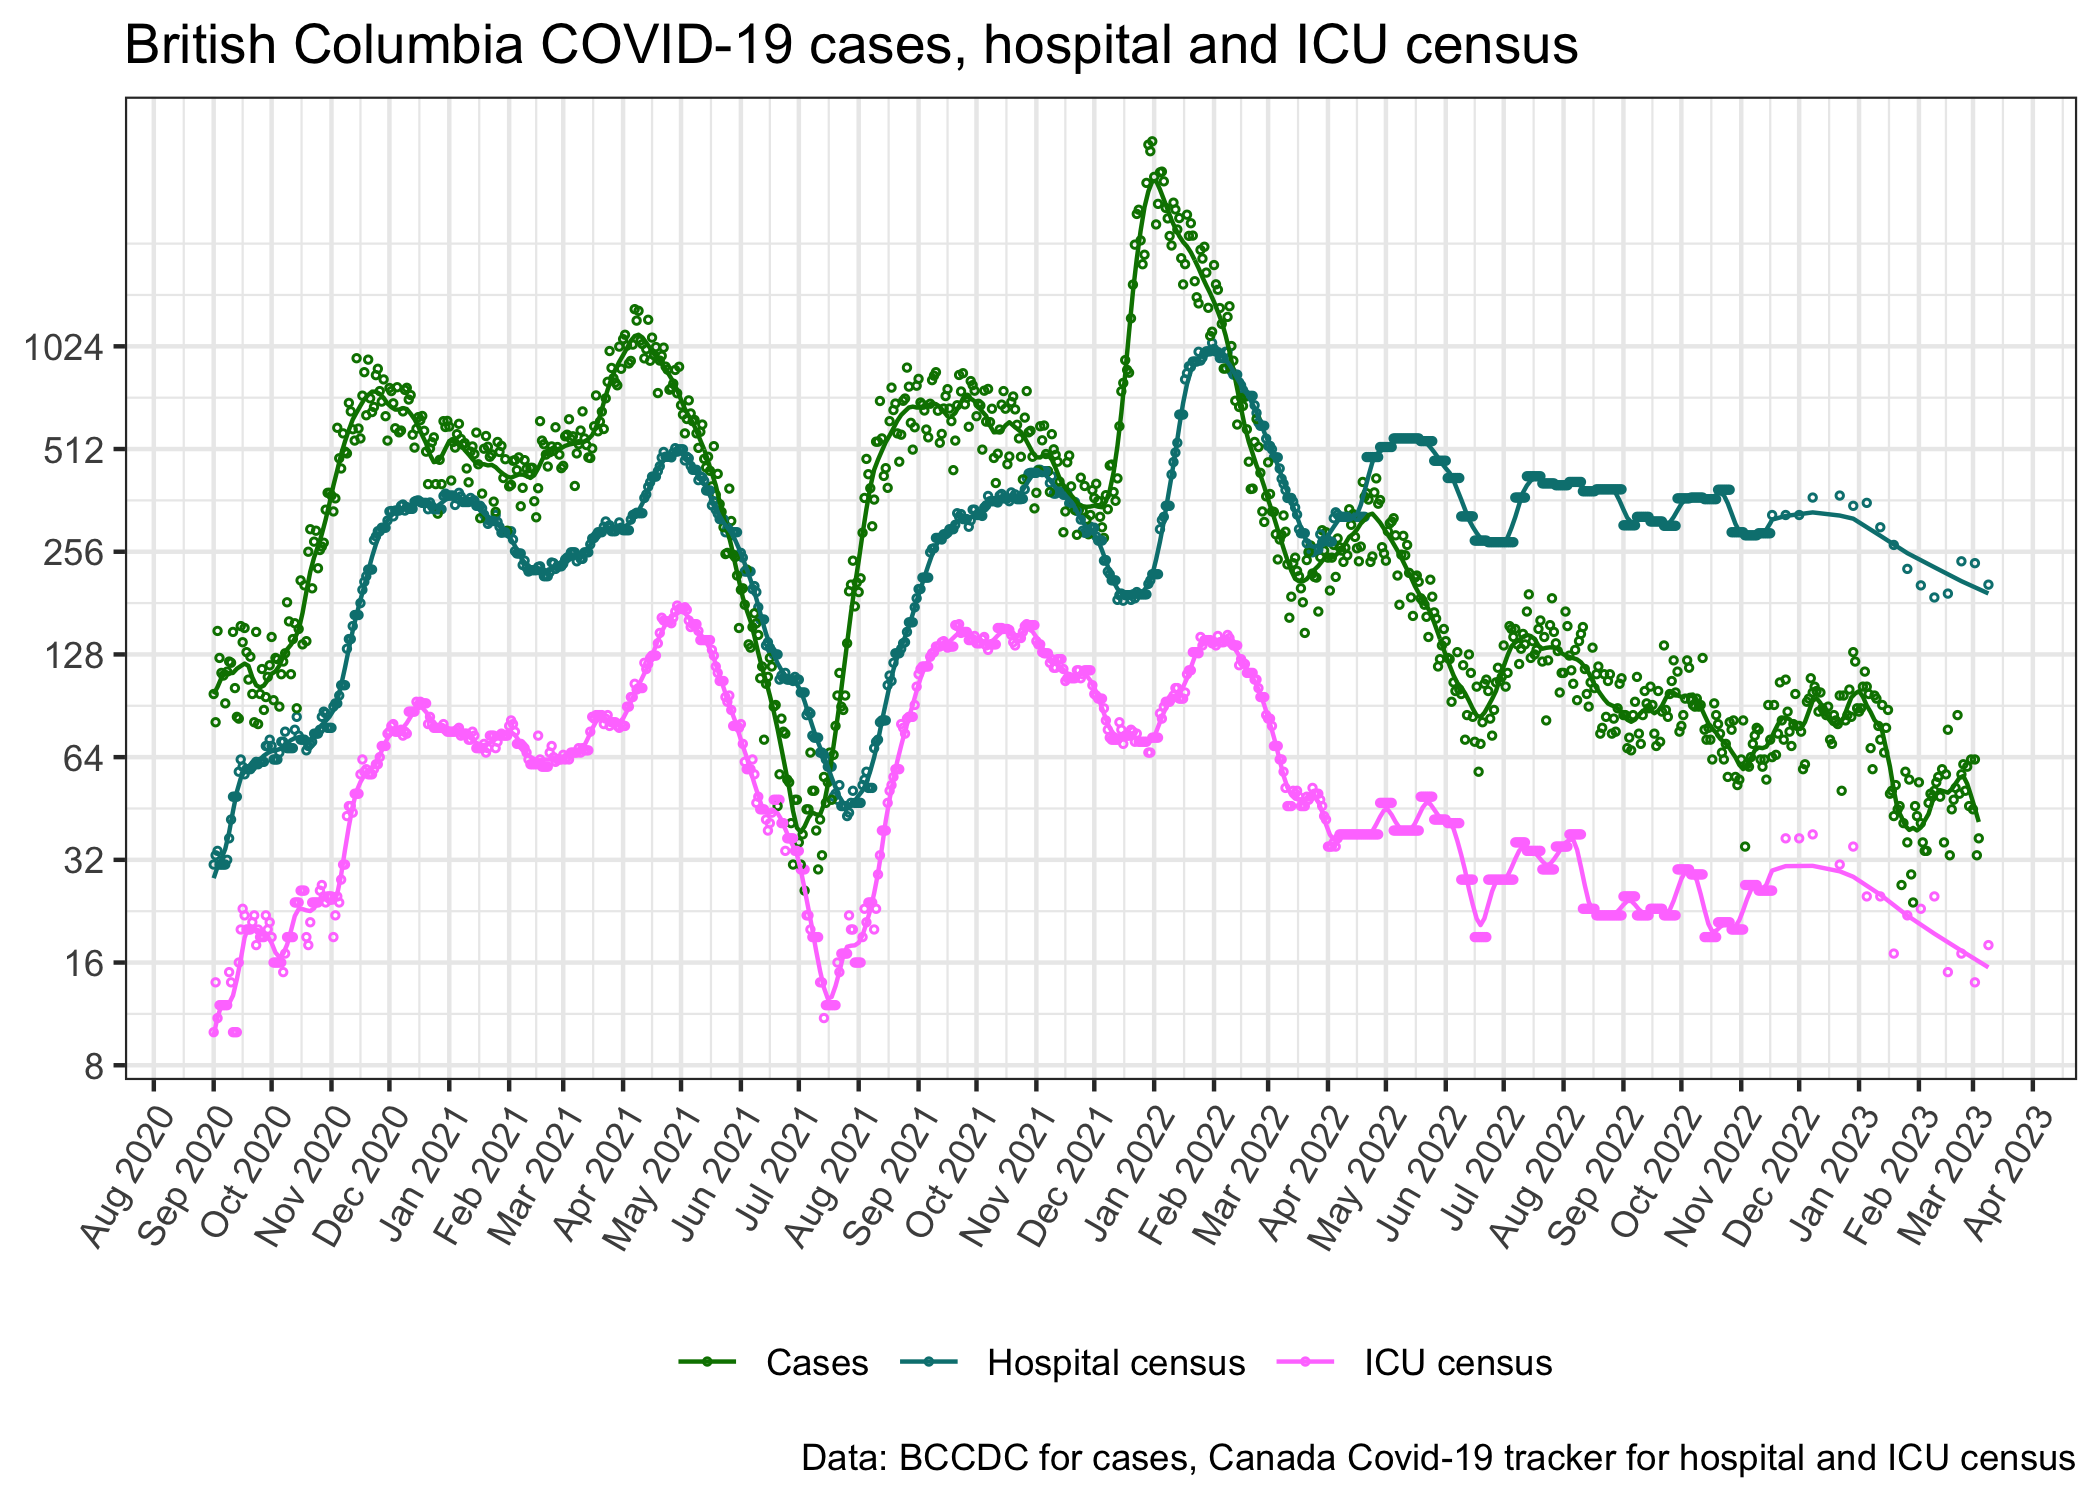 British Columbia COVID-19 cases, hospital and ICU census
1024
512
256
128
64
32
16
8
Aug 2020
Sep 2020
Oct 2020
Nov 2020
Dec 2020
Jan 2021
Feb 2021
Mar 2021
Apr 2021
May 2021
Jun 2021
Jul 2021
Aug 2021
Sep 2021
Oct 2021
Nov 2021
Dec 2021
Jan 2022
Feb 2022
Mar 2022
Apr 2022
May 2022
Jun 2022
Jul 2022
Aug 2022
Sep 2022
Oct 2022
Nov 2022
Dec 2022
Jan 2023
Feb 2023
Mar 2023
Apr 2023
Cases Hospital census ICU census
Data: BCCDC for cases, Canada Covid-19 tracker for hospital and ICU census